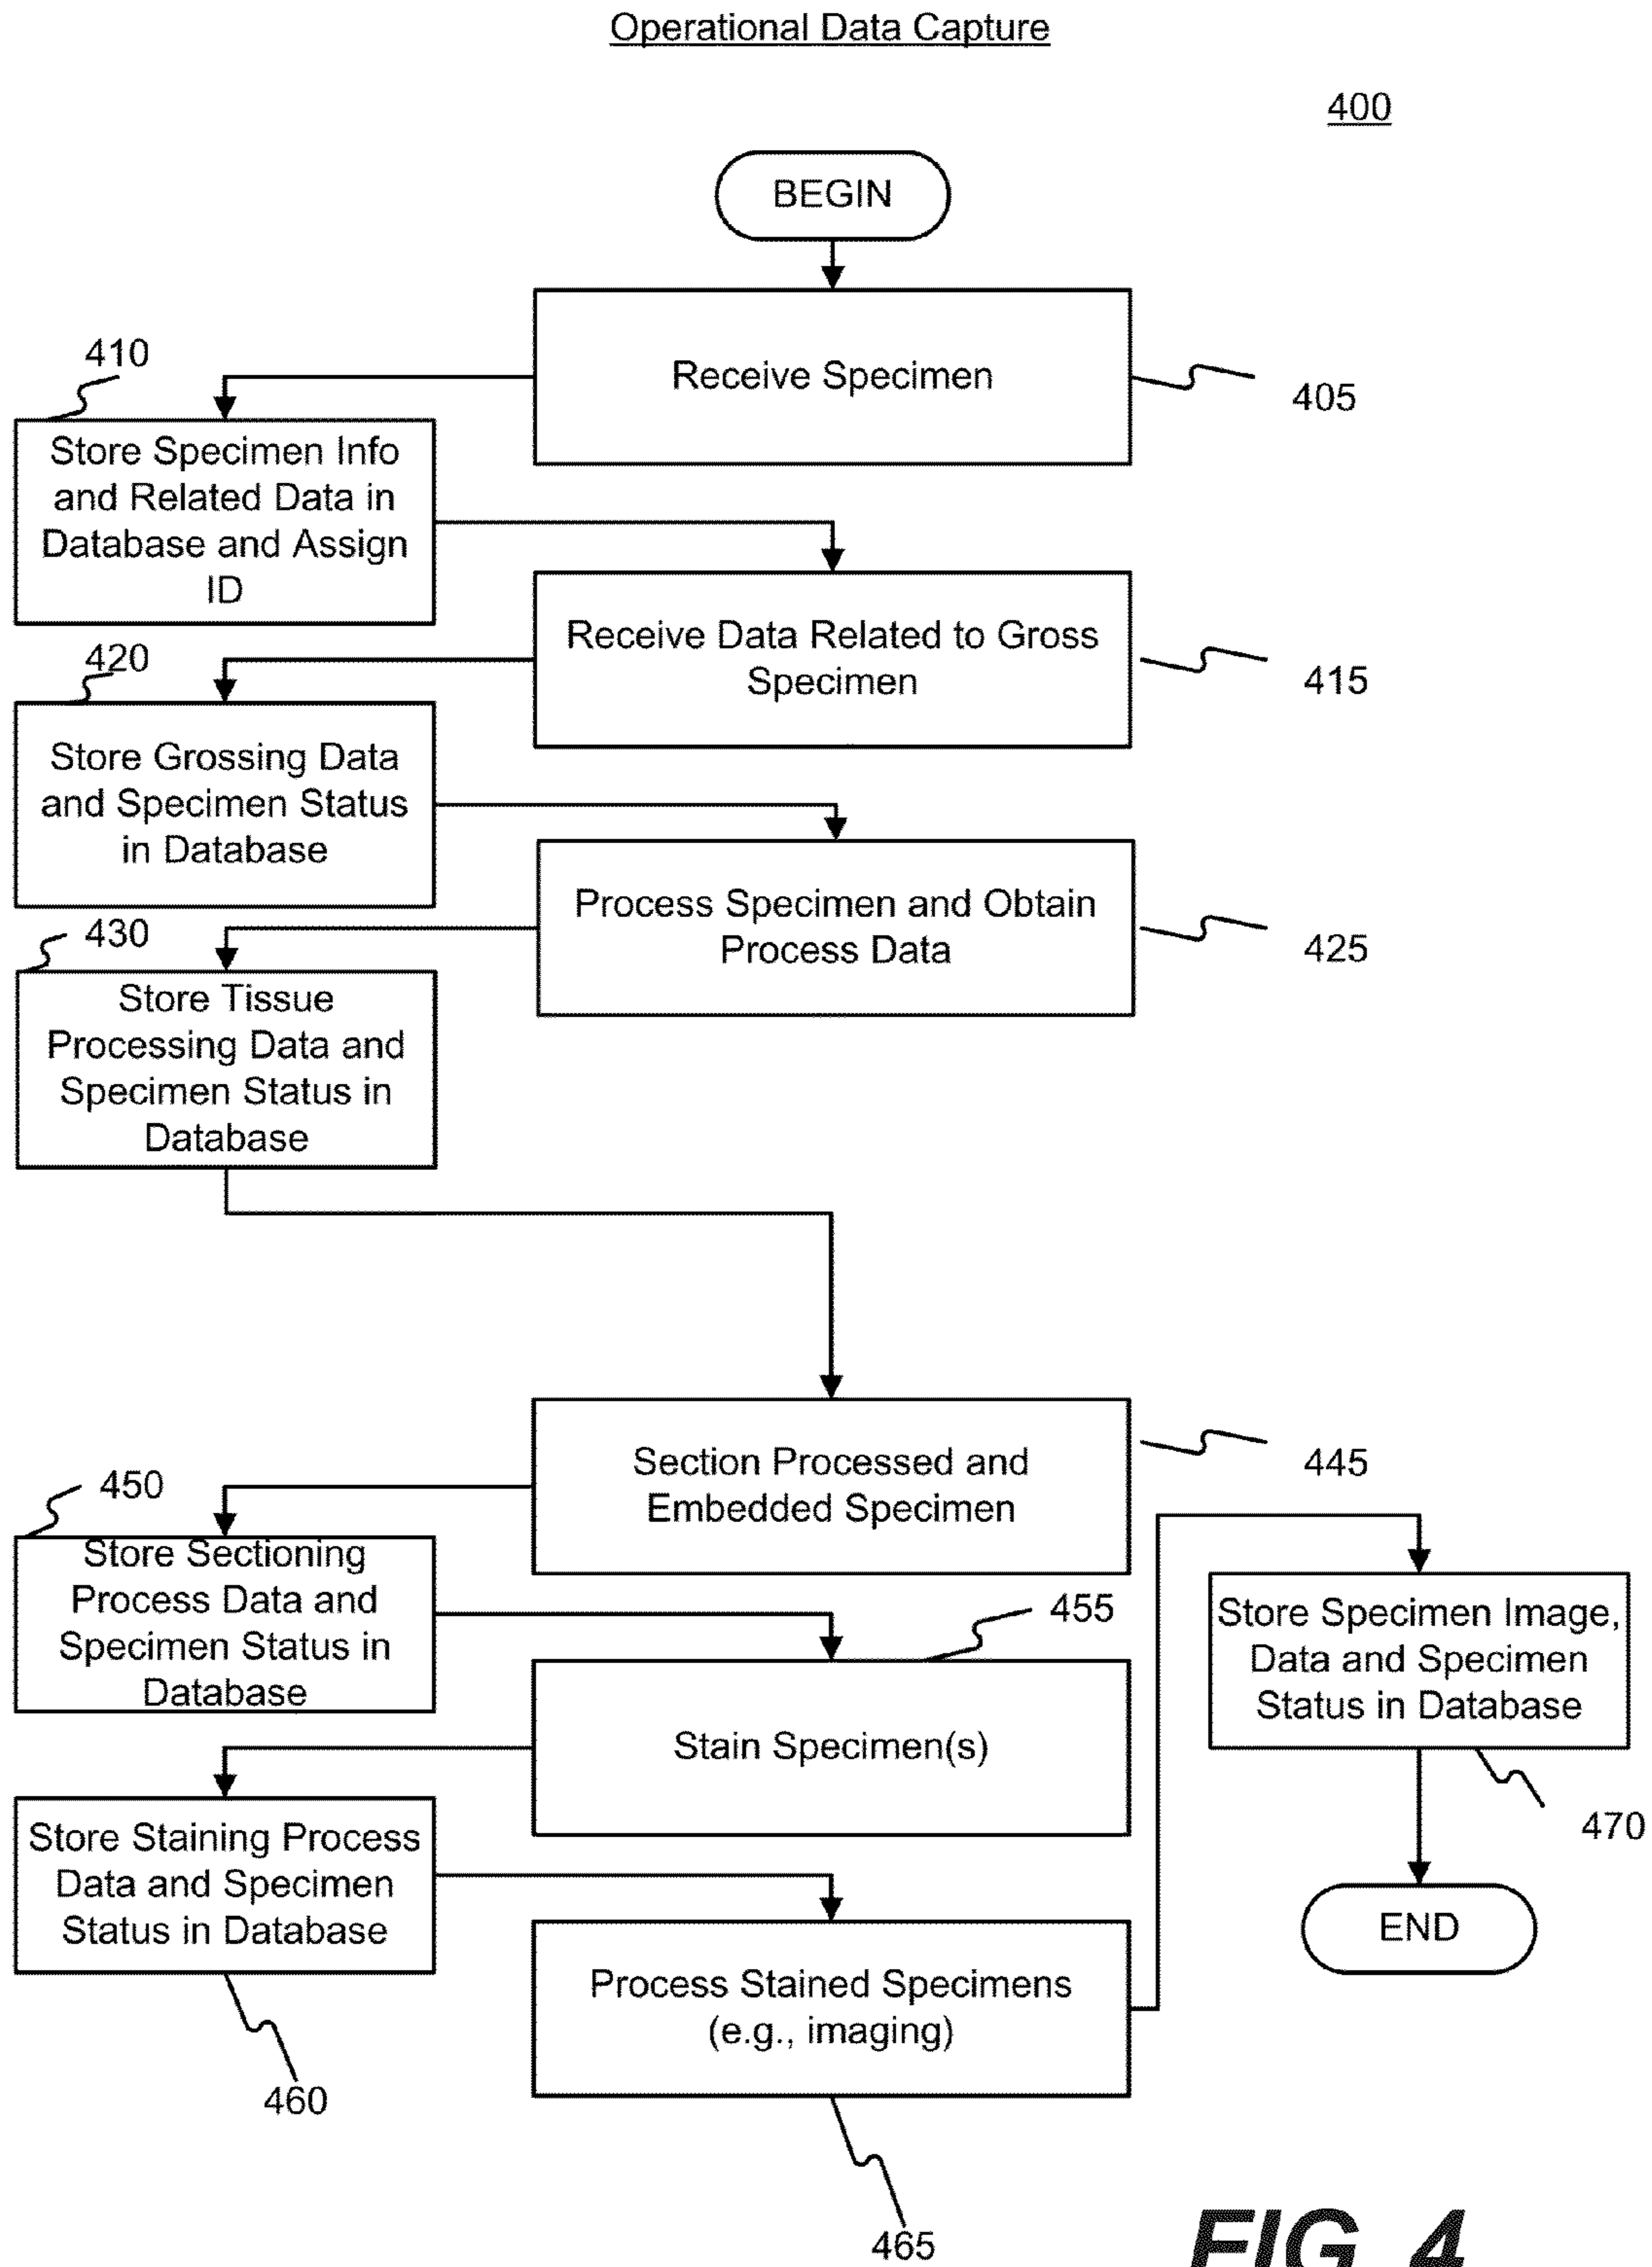 Operational Data Capture
400
BEGIN
Receive Specimen
405
410
Store Specimen Info
and Related Data in
Database and Assign
ID
Receive Data Related to Gross
Specimen
415
420
Store Grossing Data
and Specimen Status
in Database
Process Specimen and Obtain
Process Data
425
430
Store Tissue
Processing Data and
Specimen Status in
Database
Section Processed and
Embedded Specimen
445
450
Store Sectioning
Process Data and
Specimen Status in
Database
455
Stain Specimen(s)
Store Staining Process
Data and Specimen
Status in Database
460
Process Stained Specimens
(e.g., imaging)
465
Store Specimen Image,
Data and Specimen
Status in Database
470
END
FIG. 4